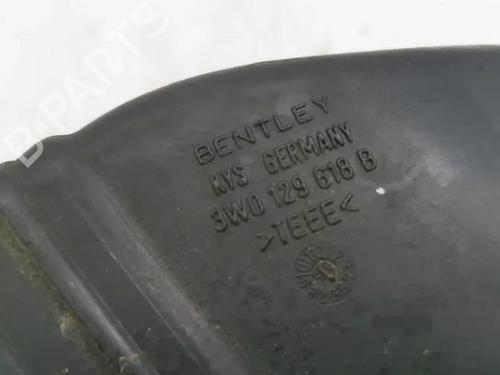 BENTLEY
KYS GERMANY
3W0 129 618 B
>TEEE<
B PARTS